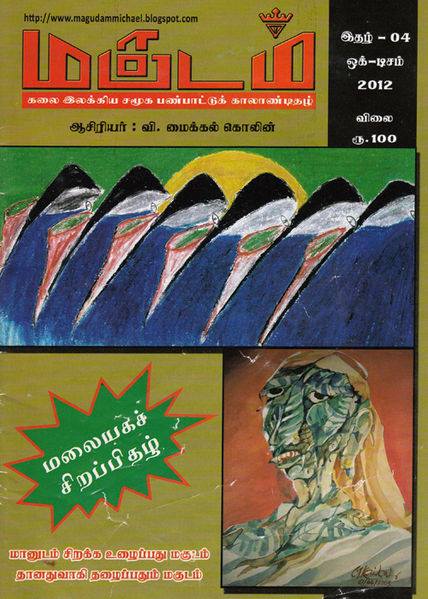 http://www.magudammichael.blogspot.com
மகுடம்
கலை இலக்கிய சமூக பண்பாட்டுக் காலாண்டிதழ்
ஆசிரியர் : வி. மைக்கல் கொலின்
இதழ் - 04
ஒக்-டிசம்
2012
விலை
ரூ.100
மலையகச்
சிறப்பிதழ்
மானுடம் சிறக்க உழைப்பது மகுடம்
தானதுவாகி தழைப்பதும் மகுடம்